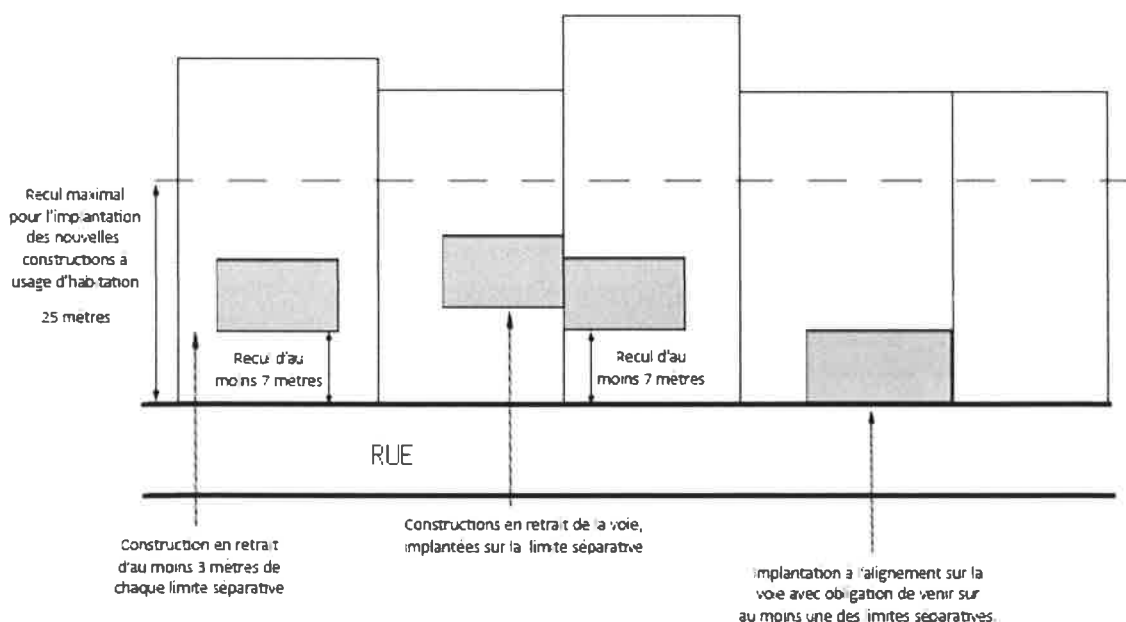 Recul maximal
pour l'implantation
des nouvelles
constructions à
usage d'habitation
25 mètres
Recul d'au
moins 7 mètres
Recul d'au
moins 7 mètres
RUE
Construction en retrait
d'au moins 3 mètres de
chaque limite séparative
Constructions en retrait de la voie,
implantées sur la limite séparative
Implantation à l'alignement sur la
voie avec obligation de venir sur
au moins une des limites séparatives.